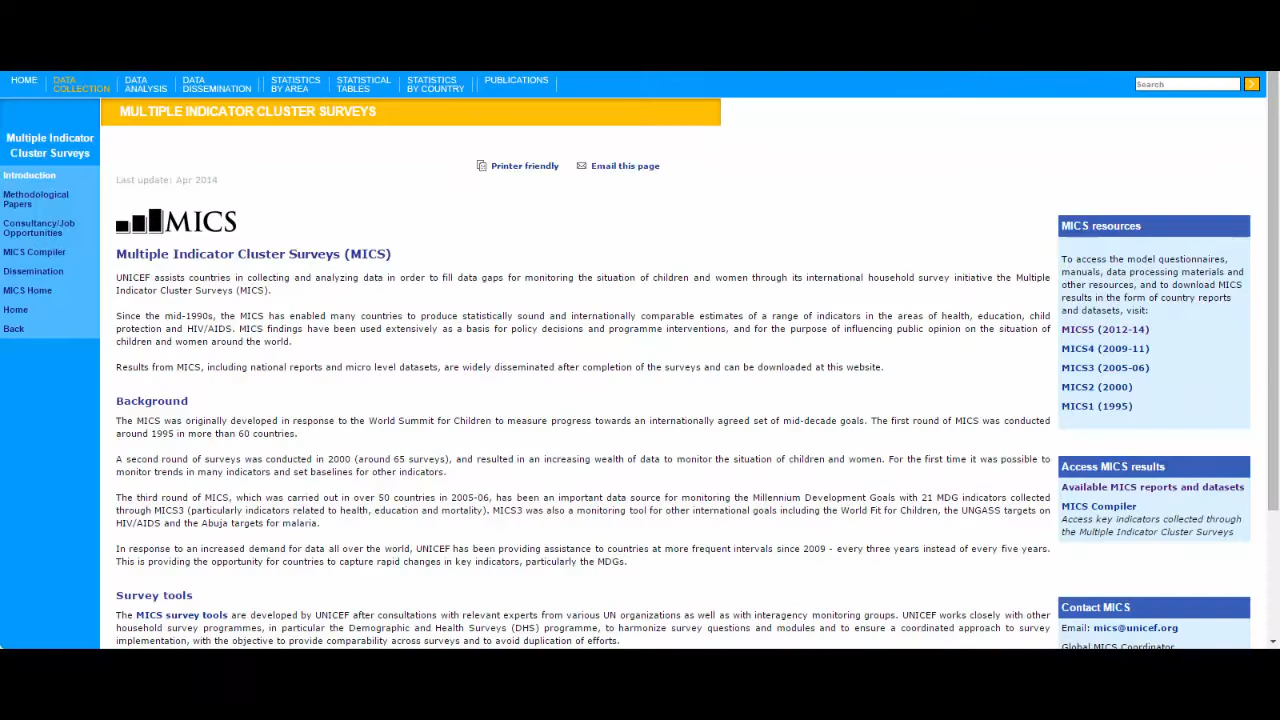 HOME
DATA
COLLECTION
DATA
ANALYSIS
DATA
DISSEMINATION
STATISTICS
BY AREA
STATISTICAL
TABLES
STATISTICS
BY COUNTRY
PUBLICATIONS
Search
MULTIPLE INDICATOR CLUSTER SURVEYS
Multiple Indicator
Cluster Surveys
Introduction
Methodological
Papers
Consultancy/Job
Opportunities
MICS Compiler
Dissemination
MICS Home
Home
Back
Printer friendly
Email this page
Last update: Apr 2014
MICS
Multiple Indicator Cluster Surveys (MICS)
UNICEF assists countries in collecting and analyzing data in order to fill data gaps for monitoring the situation of children and women through its international household survey initiative the Multiple
Indicator Cluster Surveys (MICS).
Since the mid-1990s, the MICS has enabled many countries to produce statistically sound and internationally comparable estimates of a range of indicators in the areas of health, education, child
protection and HIV/AIDS. MICS findings have been used extensively as a basis for policy decisions and programme interventions, and for the purpose of influencing public opinion on the situation of
children and women around the world.
Results from MICS, including national reports and micro level datasets, are widely disseminated after completion of the surveys and can be downloaded at this website.
Background
The MICS was originally developed in response to the World Summit for Children to measure progress towards an internationally agreed set of mid-decade goals. The first round of MICS was conducted
around 1995 in more than 60 countries.
A second round of surveys was conducted in 2000 (around 65 surveys), and resulted in an increasing wealth of data to monitor the situation of children and women. For the first time it was possible to
monitor trends in many indicators and set baselines for other indicators.
The third round of MICS, which was carried out in over 50 countries in 2005-06, has been an important data source for monitoring the Millennium Development Goals with 21 MDG indicators collected
through MICS3 (particularly indicators related to health, education and mortality). MICS3 was also a monitoring tool for other international goals including the World Fit for Children, the UNGASS targets on
HIV/AIDS and the Abuja targets for malaria.
In response to an increased demand for data all over the world, UNICEF has been providing assistance to countries at more frequent intervals since 2009 - every three years instead of every five years.
This is providing the opportunity for countries to capture rapid changes in key indicators, particularly the MDGs.
Survey tools
The MICS survey tools are developed by UNICEF after consultations with relevant experts from various UN organizations as well as with interagency monitoring groups. UNICEF works closely with other
household survey programmes, in particular the Demographic and Health Surveys (DHS) programme, to harmonize survey questions and modules and to ensure a coordinated approach to survey
implementation, with the objective to provide comparability across surveys and to avoid duplication of efforts.
MICS resources
To access the model questionnaires,
manuals, data processing materials and
other resources, and to download MICS
results in the form of country reports
and datasets, visit:
MICS5 (2012-14)
MICS4 (2009-11)
MICS3 (2005-06)
MICS2 (2000)
MICS1 (1995)
Access MICS results
Available MICS reports and datasets
MICS Compiler
Access key indicators collected through
the Multiple Indicator Cluster Surveys
Contact MICS
Email: mics@unicef.org
Global MICS Coordinator